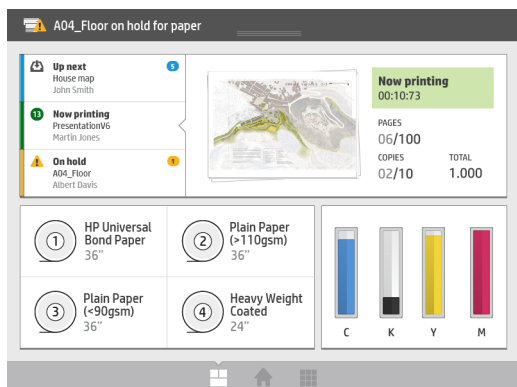 A04_Floor on hold for paper
Up next
5
House map
John Smith
13
Now printing
PresentationV6
Martin Jones
On hold
1
A04_Floor
Albert Davis
Now printing
00:10:73
PAGES
06/100
COPIES
TOTAL
02/10
1.000
1
HP Universal
Bond Paper
36”
2
Plain Paper
(>110gsm)
36”
3
Plain Paper
(<90gsm)
36”
4
Heavy Weight
Coated
24”
C
K
Y
M